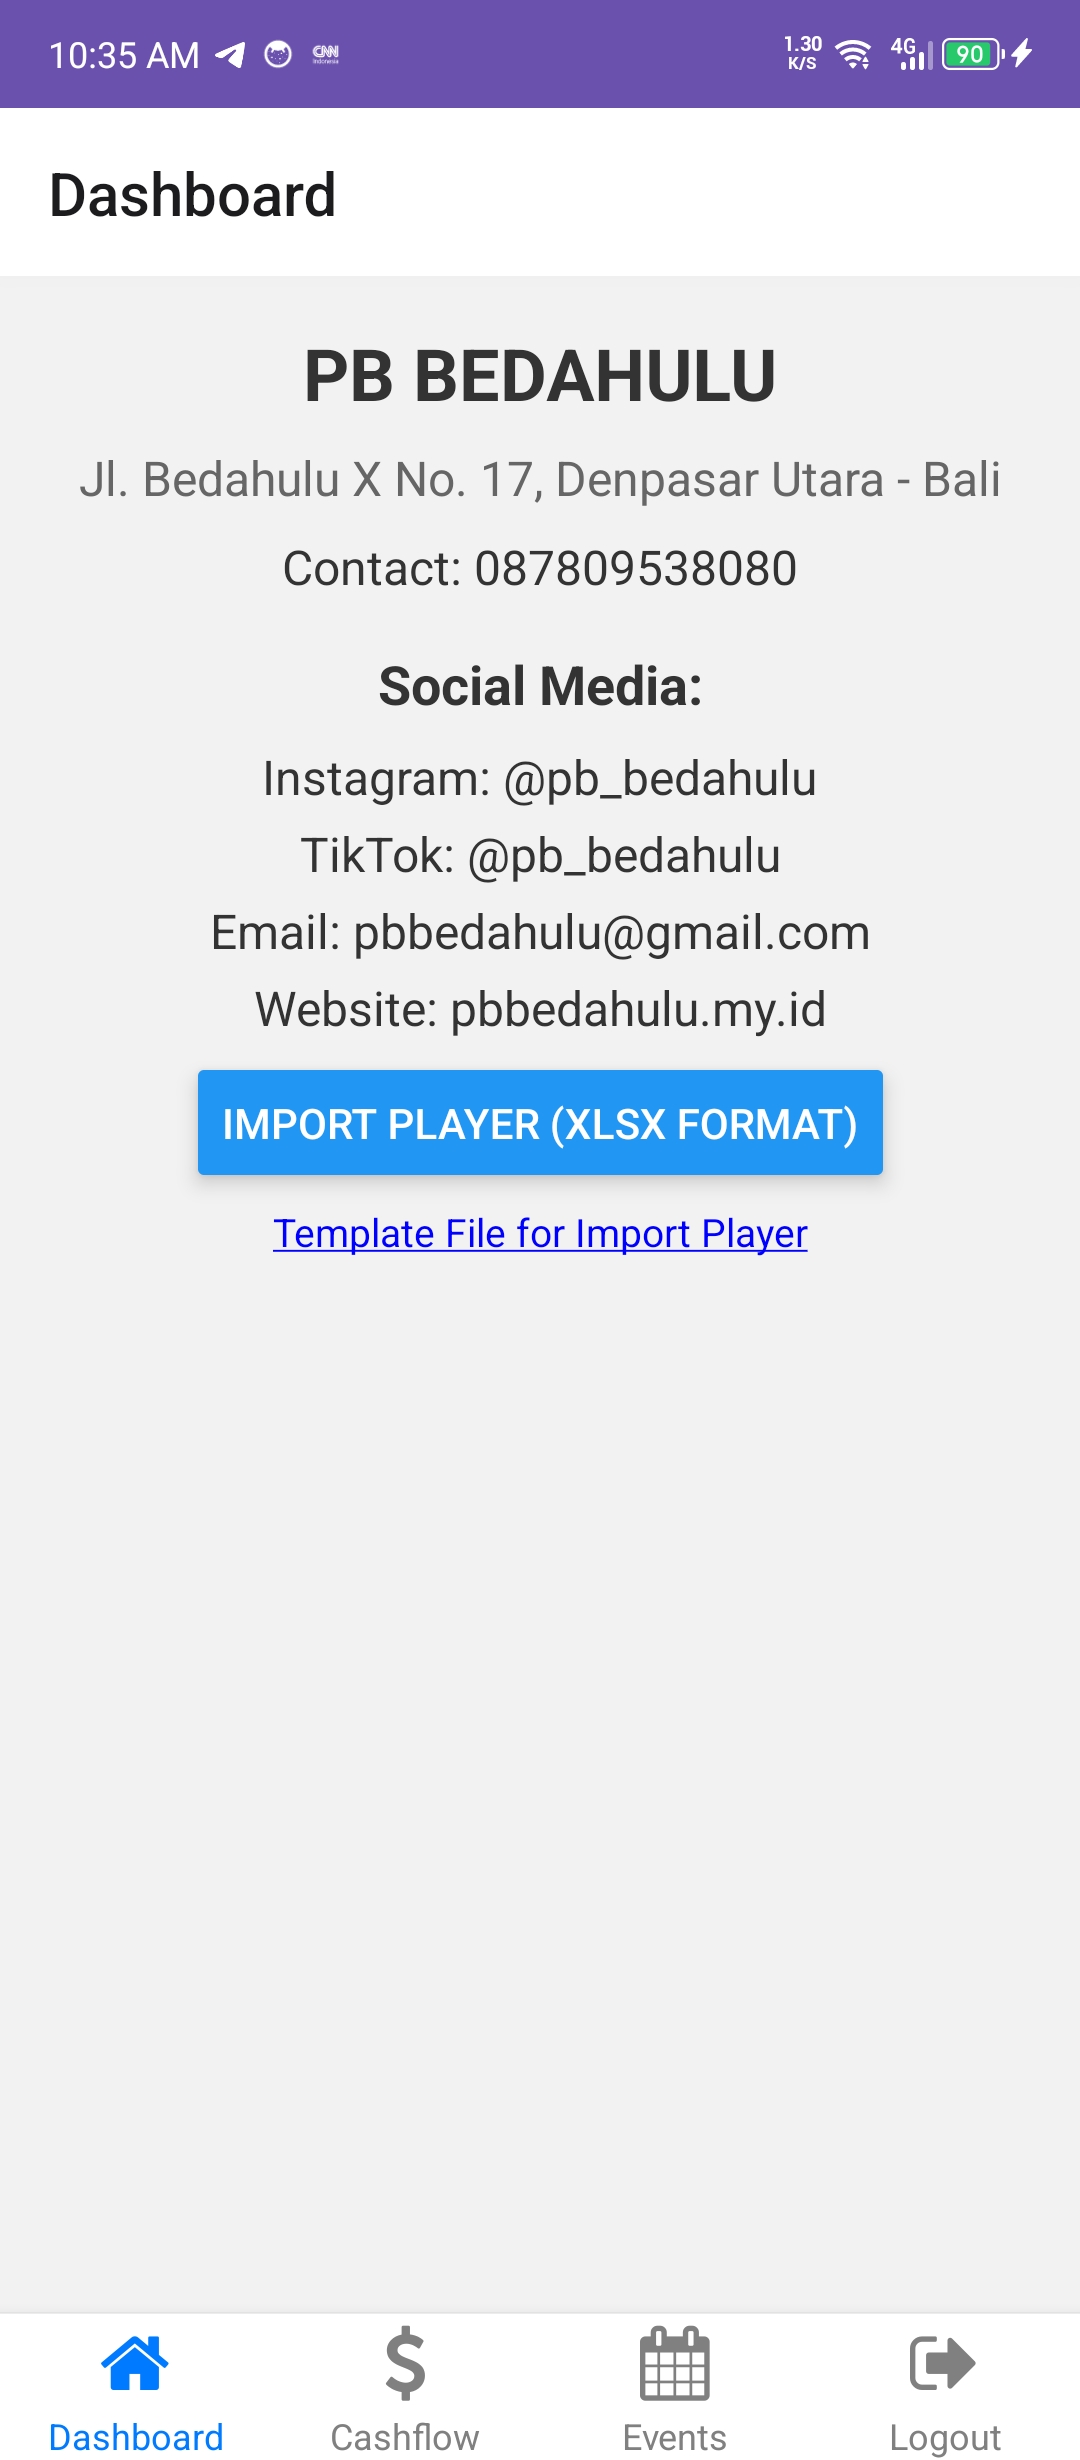 10:35 AM
CNN
Indonesia
1.30
K/S
4G
90
Dashboard
PB BEDAHULU
Jl. Bedahulu X No. 17, Denpasar Utara - Bali
Contact: 087809538080
Social Media:
Instagram: @pb_bedahulu
TikTok: @pb_bedahulu
Email: pbbedahulu@gmail.com
Website: pbbedahulu.my.id
IMPORT PLAYER (XLSX FORMAT)
Template File for Import Player
Dashboard
Cashflow
Events
Logout